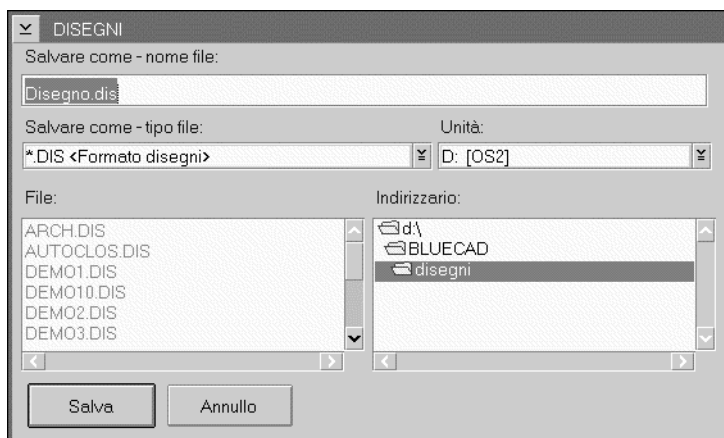 DISEGNI
Salvare come - nome file:
Disegno.dis
Salvare come - tipo file:
Unità:
*.DIS <Formato disegni>
D: [OS2]
File:
Indirizzario:
ARCH.DIS
AUTOCLOS.DIS
DEMO1.DIS
DEMO10.DIS
DEMO2.DIS
DEMO3.DIS
d:\
BLUECAD
disegni
Salva
Annullo